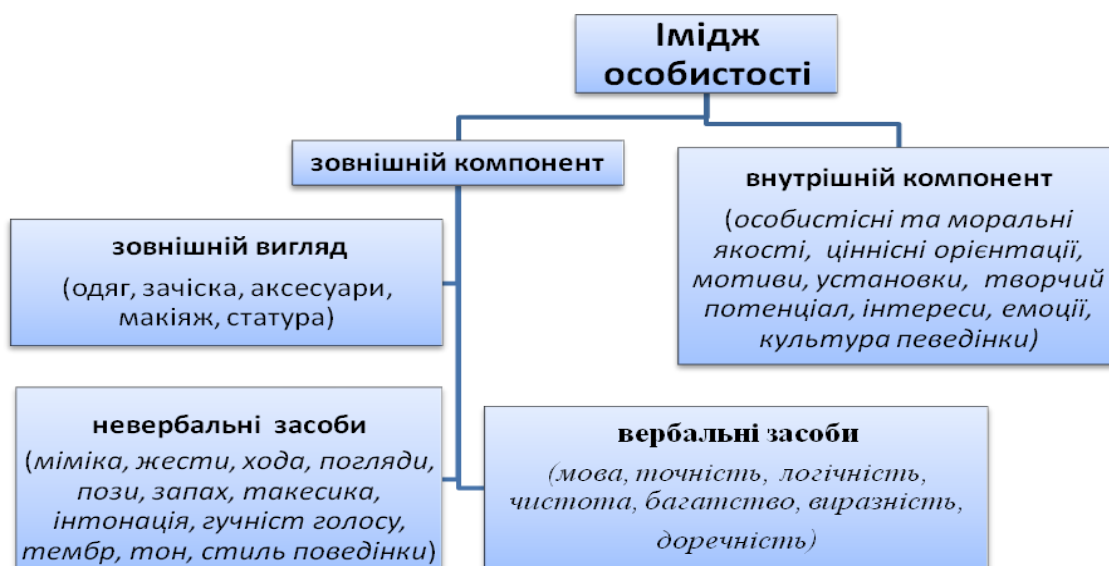 Імідж
особистості
зовнішній компонент
внутрішній компонент
(особистісні та моральні
якості, ціннісні орієнтації,
мотиви, установки, творчий
потенціал, інтереси, емоції,
культура певедінки)
зовнішній вигляд
(одяг, зачіска, аксесуари,
макіяж, статура)
невербальні засоби
(міміка, жести, хода, погляди,
пози, запах, такесика,
інтонація, гучніст голосу,
тембр, тон, стиль поведінки)
вербальні засоби
(мова, точність, логічність,
чистота, багатство, виразність,
доречність)